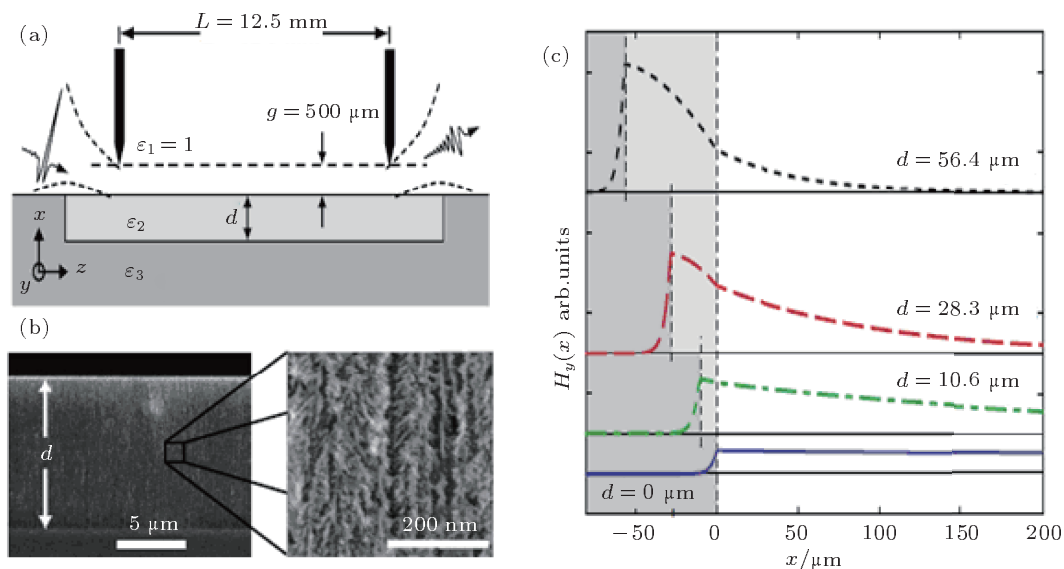 (a)
L = 12.5 mm
g = 500 μm
ε₁ = 1
ε₂
d
x
y
z
ε₃
(b)
d
5 μm
200 nm
(c)
H_y(x) arb.units
d = 56.4 μm
d = 28.3 μm
d = 10.6 μm
d = 0 μm
−50 0 50 100 150 200
x/μm